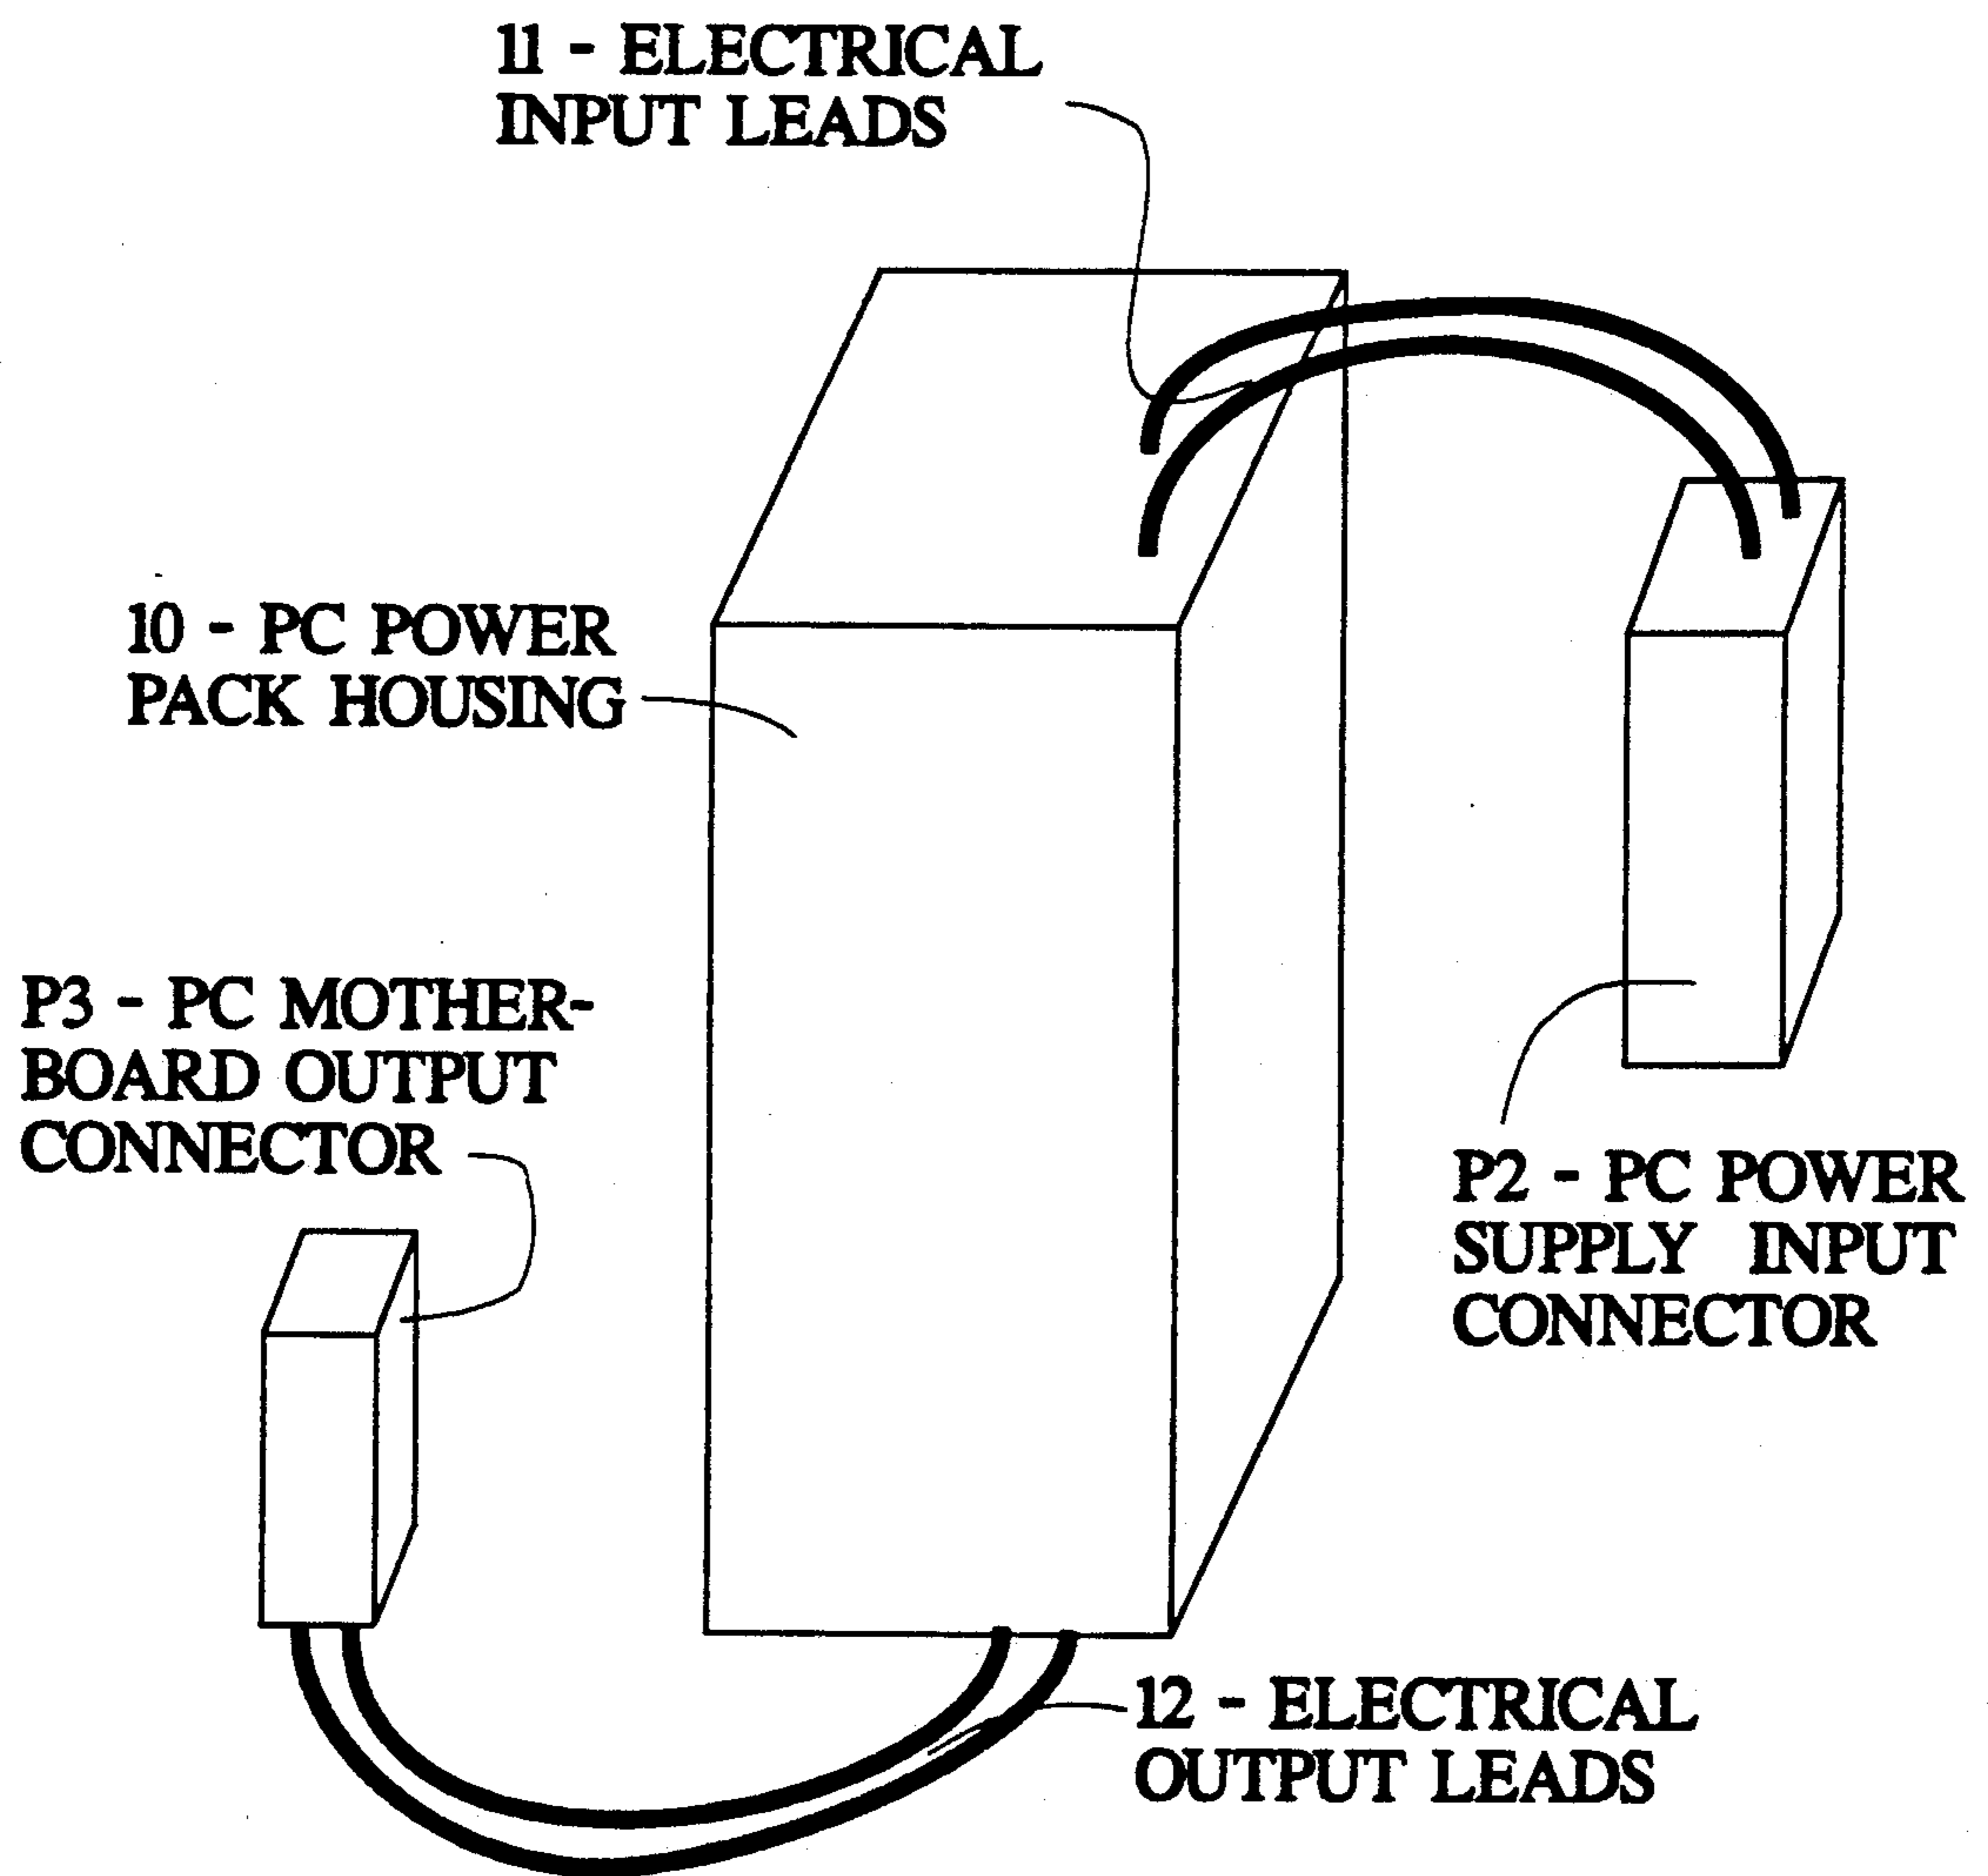 11 - ELECTRICAL
INPUT LEADS
10 - PC POWER
PACK HOUSING
P3 - PC MOTHER-
BOARD OUTPUT
CONNECTOR
P2 - PC POWER
SUPPLY INPUT
CONNECTOR
12 - ELECTRICAL
OUTPUT LEADS